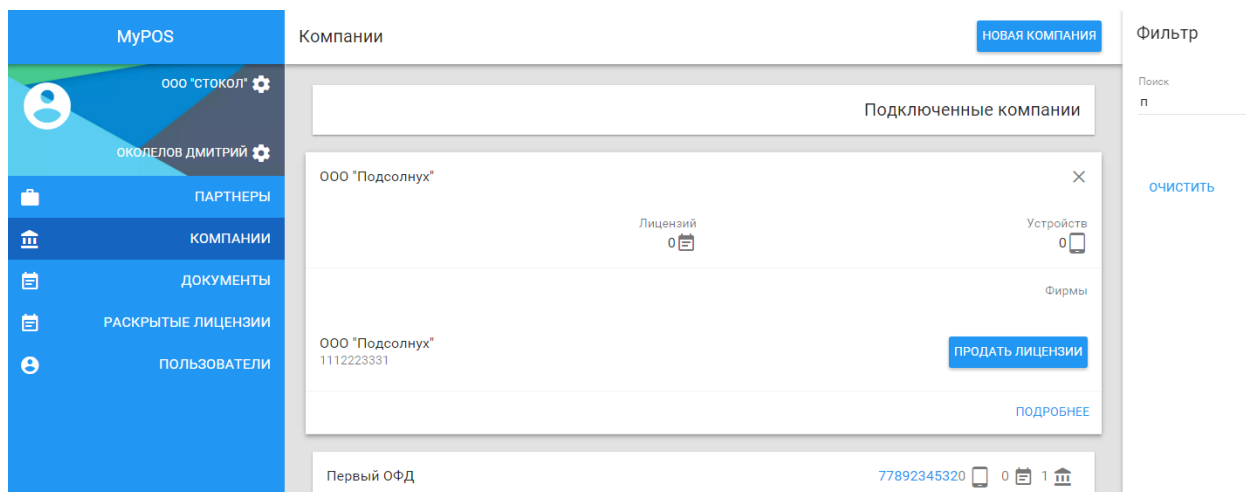 MyPOS
ООО "СТОКОЛ"
ОКОЛЕЛОВ ДМИТРИЙ
ПАРТНЕРЫ
КОМПАНИИ
ДОКУМЕНТЫ
РАСКРЫТЫЕ ЛИЦЕНЗИИ
ПОЛЬЗОВАТЕЛИ
Компании
НОВАЯ КОМПАНИЯ
Подключенные компании
ООО "Подсолнух"
Лицензий
0
Устройств
0
Фирмы
ООО "Подсолнух"
1112223331
ПРОДАТЬ ЛИЦЕНЗИИ
ПОДРОБНЕЕ
Первый ОФД
77892345320 0 1
Фильтр
Поиск
п
ОЧИСТИТЬ